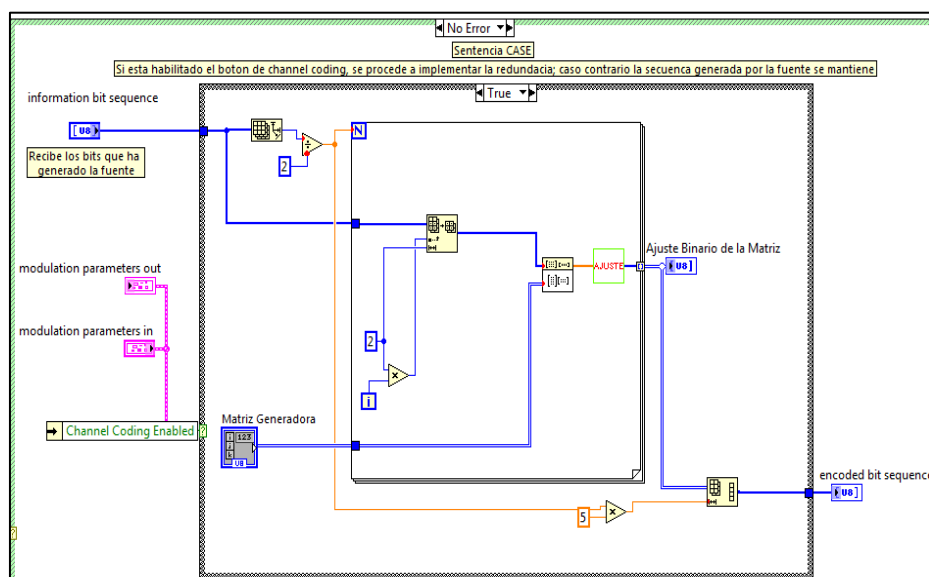 No Error
Sentencia CASE
Si esta habilitado el boton de channel coding, se procede a implementar la redundacia; caso contrario la secuenca generada por la fuente se mantiene
True
information bit sequence
U8
N
Recibe los bits que ha
generado la fuente
2
Ajuste Binario de la Matriz
AJUSTE
U8
modulation parameters out
modulation parameters in
2
i
Matriz Generadora
Channel Coding Enabled
?
i
j
k
123
U8
encoded bit sequence
U8
5
?